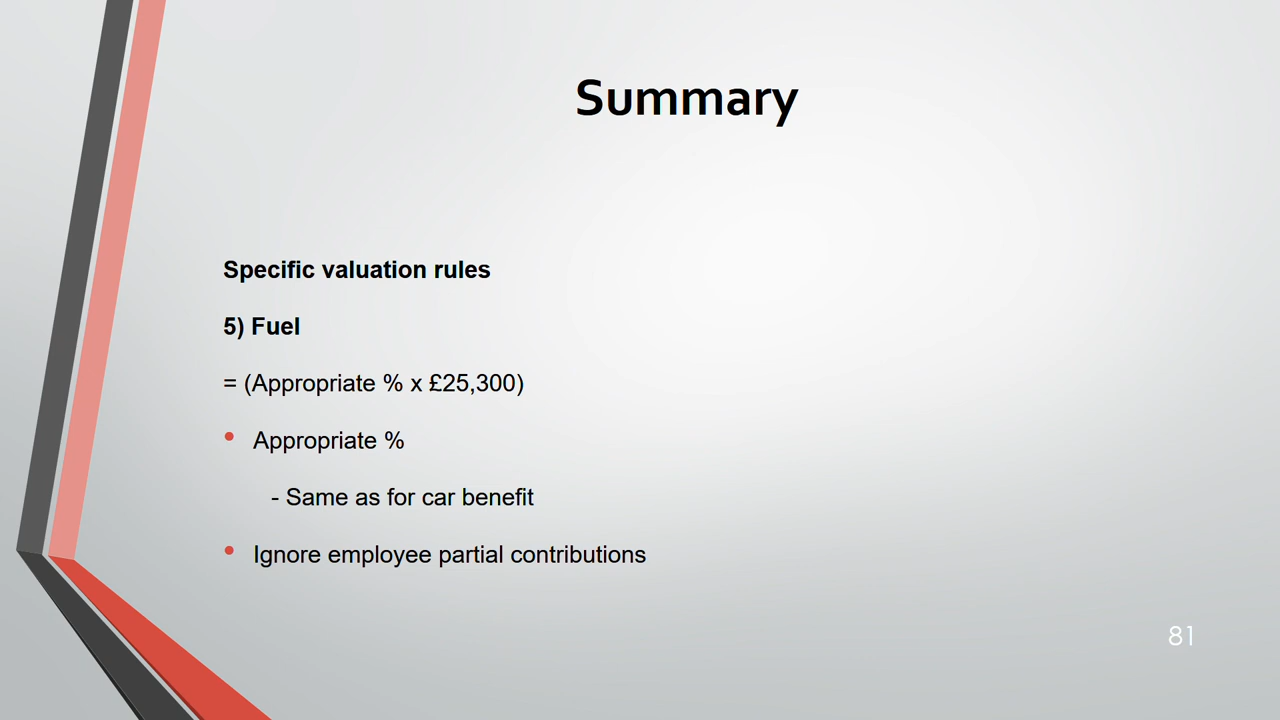 Summary
Specific valuation rules
5) Fuel
= (Appropriate % x £25,300)
• Appropriate %
- Same as for car benefit
• Ignore employee partial contributions
81